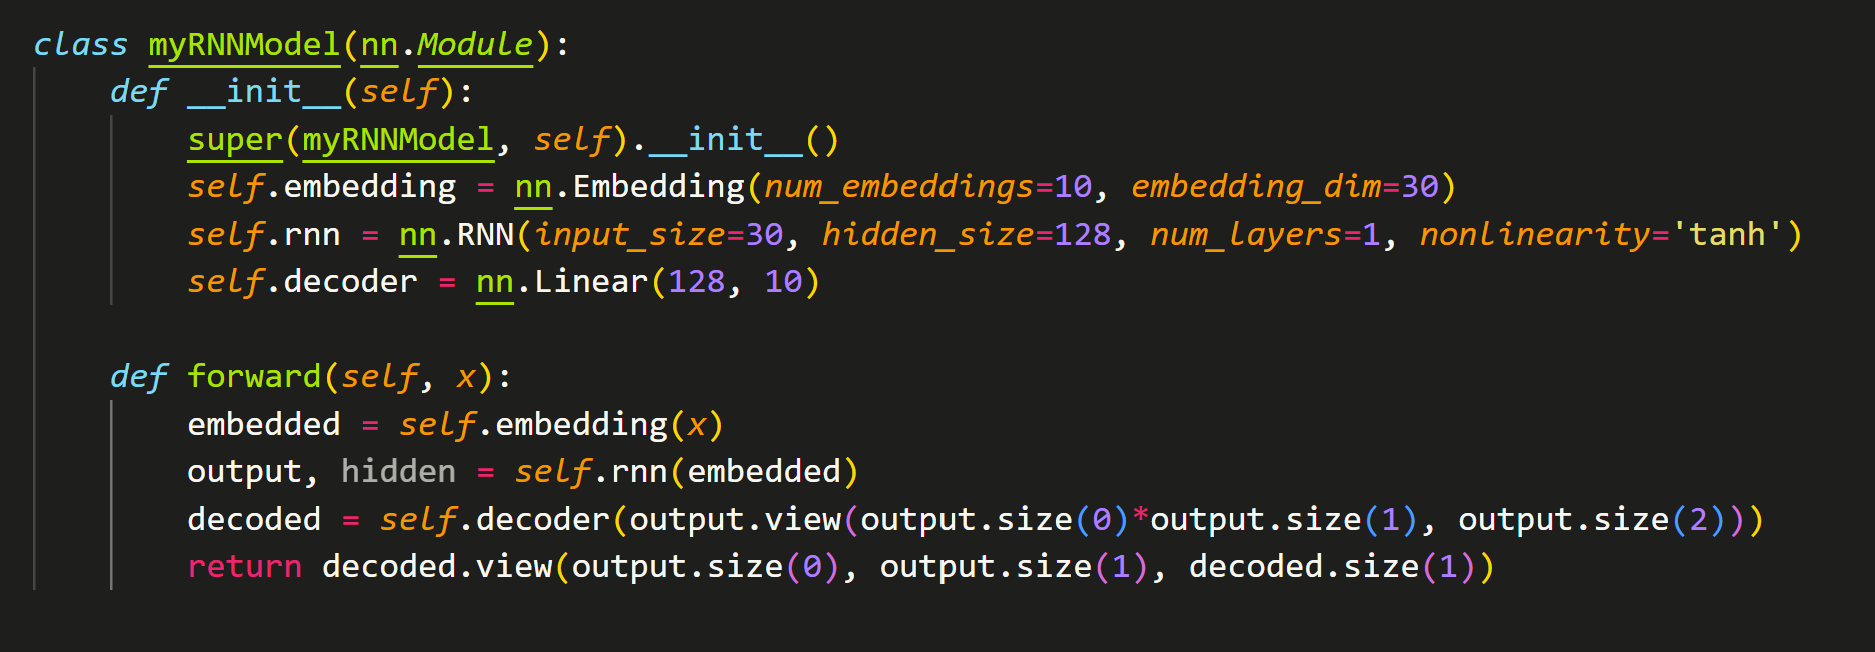 class myRNNModel(nn.Module):
    def __init__(self):
        super(myRNNModel, self).__init__()
        self.embedding = nn.Embedding(num_embeddings=10, embedding_dim=30)
        self.rnn = nn.RNN(input_size=30, hidden_size=128, num_layers=1, nonlinearity='tanh')
        self.decoder = nn.Linear(128, 10)

    def forward(self, x):
        embedded = self.embedding(x)
        output, hidden = self.rnn(embedded)
        decoded = self.decoder(output.view(output.size(0)*output.size(1), output.size(2)))
        return decoded.view(output.size(0), output.size(1), decoded.size(1))